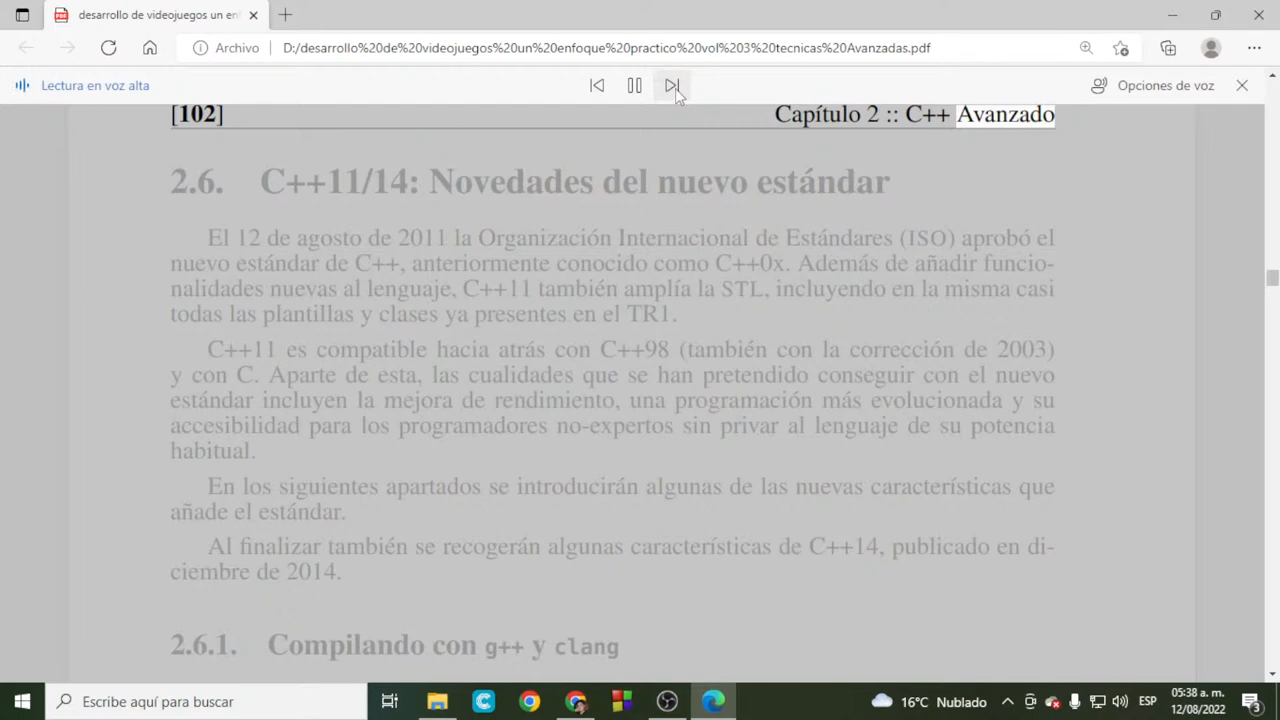 desarrollo de videojuegos un en
Archivo D:/desarrollo%20de%20videojuegos%20un%20enfoque%20practico%20vol%203%20tecnicas%20Avanzadas.pdf
Lectura en voz alta
Opciones de voz
[102] Capítulo 2 :: C++ Avanzado
2.6. C++11/14: Novedades del nuevo estándar
El 12 de agosto de 2011 la Organización Internacional de Estándares (ISO) aprobó el
nuevo estándar de C++, anteriormente conocido como C++0x. Además de añadir funcio-
nalidades nuevas al lenguaje, C++11 también amplía la STL, incluyendo en la misma casi
todas las plantillas y clases ya presentes en el TR1.
C++11 es compatible hacia atrás con C++98 (también con la corrección de 2003)
y con C. Aparte de esta, las cualidades que se han pretendido conseguir con el nuevo
estándar incluyen la mejora de rendimiento, una programación más evolucionada y su
accesibilidad para los programadores no-expertos sin privar al lenguaje de su potencia
habitual.
En los siguientes apartados se introducirán algunas de las nuevas características que
añade el estándar.
Al finalizar también se recogerán algunas características de C++14, publicado en di-
ciembre de 2014.
2.6.1. Compilando con g++ y clang
Escribe aquí para buscar
16°C Nublado
ESP
05:38 a. m.
12/08/2022
3